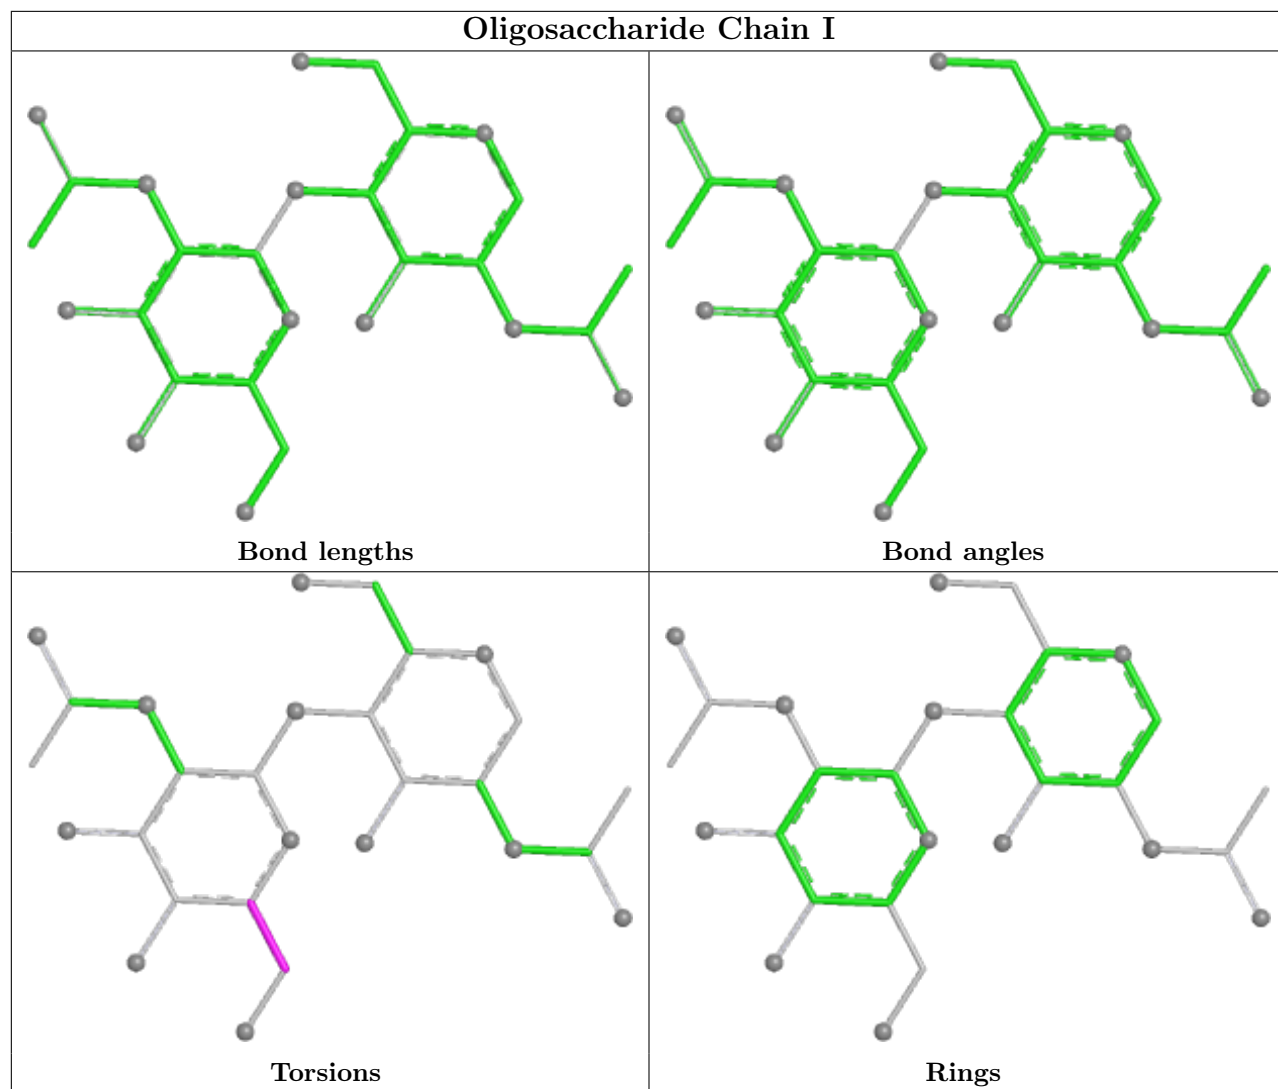 Oligosaccharide Chain I
Bond lengths
Bond angles
Torsions
Rings